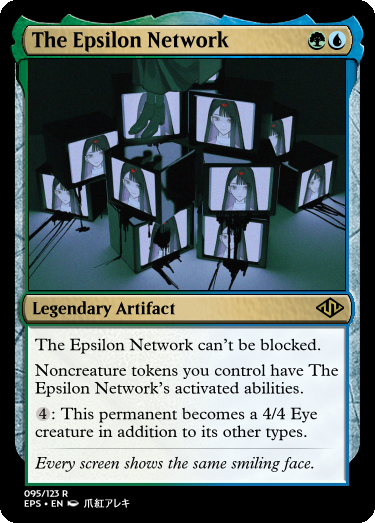 The Epsilon Network
Legendary Artifact
The Epsilon Network can't be blocked.
Noncreature tokens you control have The
Epsilon Network's activated abilities.
4: This permanent becomes a 4/4 Eye
creature in addition to its other types.
Every screen shows the same smiling face.
095/123 R
EPS • EN 爪紅アレキ